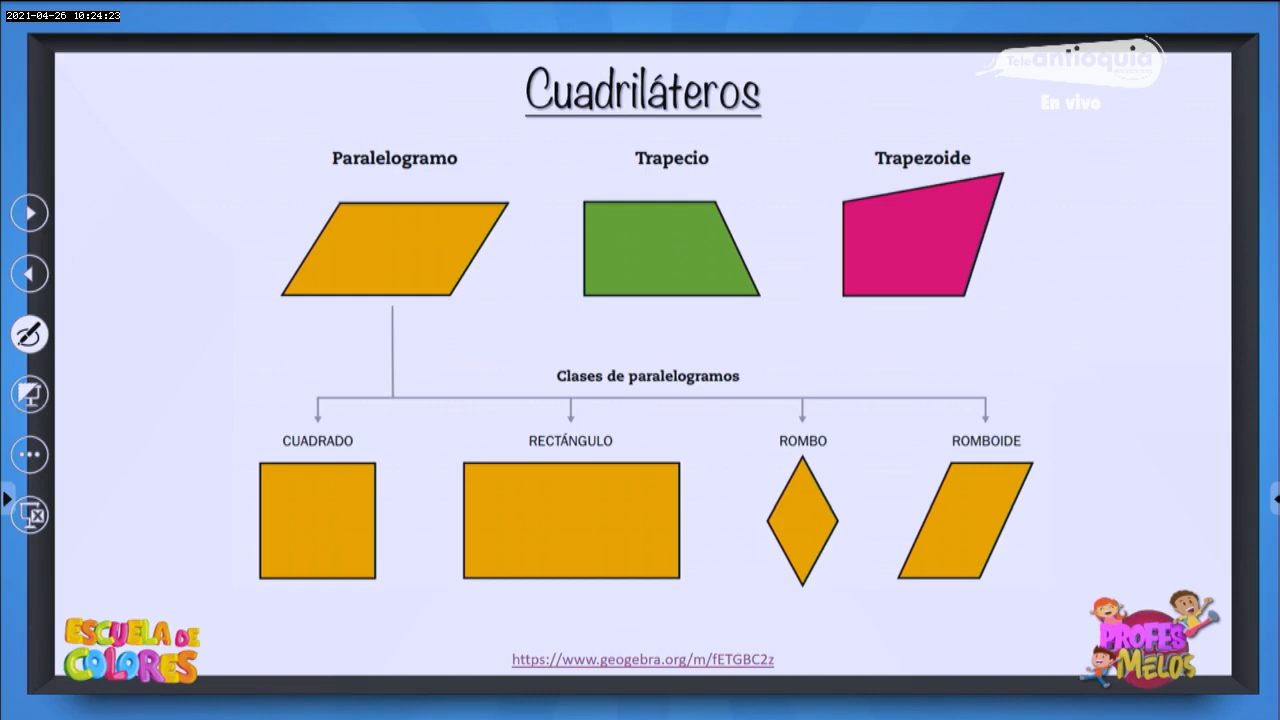 2021-04-26 10:24:23
Teleantioquia
En vivo
Cuadriláteros
Paralelogramo
Trapecio
Trapezoide
Clases de paralelogramos
CUADRADO
RECTÁNGULO
ROMBO
ROMBOIDE
ESCUELA DE
COLORES
https://www.geogebra.org/m/fETGBC2z
PROFES
MELOS